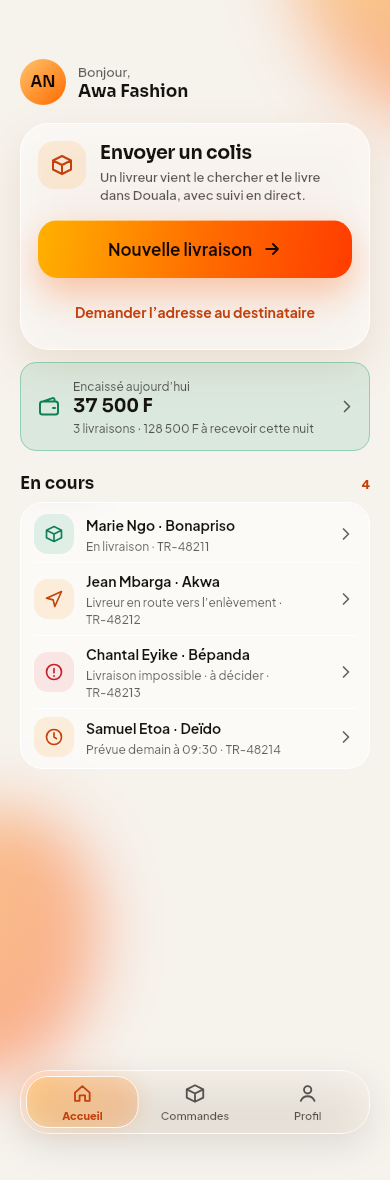 AN
Bonjour,
Awa Fashion
Envoyer un colis
Un livreur vient le chercher et le livre
dans Douala, avec suivi en direct.
Nouvelle livraison →
Demander l’adresse au destinataire
Encaissé aujourd’hui
37 500 F
3 livraisons · 128 500 F à recevoir cette nuit
En cours
4
Marie Ngo · Bonapriso
En livraison · TR-48211
Jean Mbarga · Akwa
Livreur en route vers l’enlèvement ·
TR-48212
Chantal Eyike · Bépanda
Livraison impossible · à décider ·
TR-48213
Samuel Etoa · Deïdo
Prévue demain à 09:30 · TR-48214
Accueil
Commandes
Profil